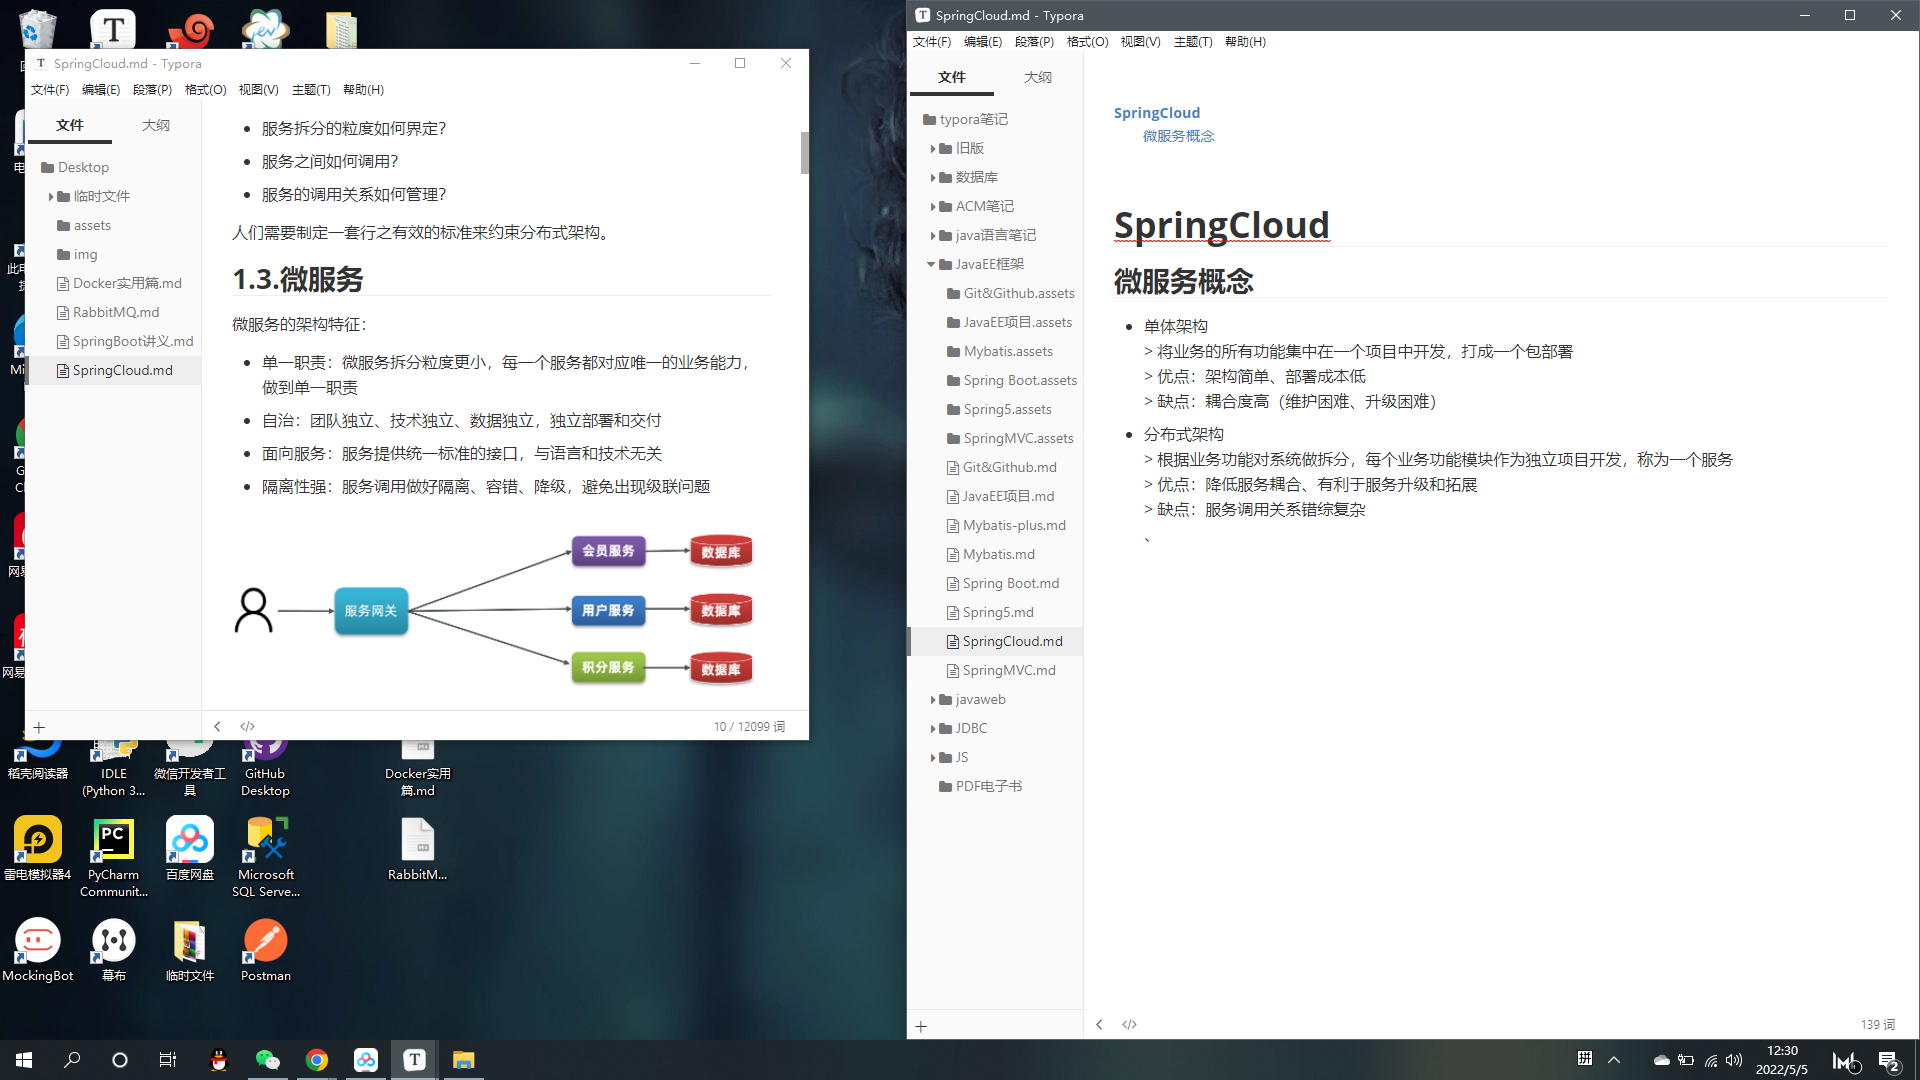 SpringCloud.md - Typora
文件(F) 编辑(E) 段落(P) 格式(O) 视图(V) 主题(T) 帮助(H)
文件 大纲
Desktop
临时文件
assets
img
Docker实用篇.md
RabbitMQ.md
SpringBoot讲义.md
SpringCloud.md
服务拆分的粒度如何界定?
服务之间如何调用?
服务的调用关系如何管理?
人们需要制定一套行之有效的标准来约束分布式架构。
1.3.微服务
微服务的架构特征:
单一职责: 微服务拆分粒度更小, 每一个服务都对应唯一的业务能力,
做到单一职责
自治: 团队独立、技术独立、数据独立, 独立部署和交付
面向服务: 服务提供统一标准的接口, 与语言和技术无关
隔离性强: 服务调用做好隔离、容错、降级, 避免出现级联问题
服务网关
会员服务 数据库
用户服务 数据库
积分服务 数据库
10 / 12099 词
稻壳阅读器
IDLE
(Python 3...
微信开发者工
具
GitHub
Desktop
Docker实用
篇.md
雷电模拟器4
PC
PyCharm
Communit...
百度网盘
Microsoft
SQL Serve...
RabbitM...
MockingBot
幕布
临时文件
Postman
SpringCloud.md - Typora
文件(F) 编辑(E) 段落(P) 格式(O) 视图(V) 主题(T) 帮助(H)
文件 大纲
typora笔记
旧版
数据库
ACM笔记
java语言笔记
JavaEE框架
Git&Github.assets
JavaEE项目.assets
Mybatis.assets
Spring Boot.assets
Spring5.assets
SpringMVC.assets
Git&Github.md
JavaEE项目.md
Mybatis-plus.md
Mybatis.md
Spring Boot.md
Spring5.md
SpringCloud.md
SpringMVC.md
javaweb
JDBC
JS
PDF电子书
SpringCloud
微服务概念
SpringCloud
微服务概念
单体架构
> 将业务的所有功能集中在一个项目中开发, 打成一个包部署
> 优点: 架构简单、部署成本低
> 缺点: 耦合度高 (维护困难、升级困难)
分布式架构
> 根据业务功能对系统做拆分, 每个业务功能模块作为独立项目开发, 称为一个服务
> 优点: 降低服务耦合、有利于服务升级和拓展
> 缺点: 服务调用关系错综复杂
、
139 词
拼
12:30
2022/5/5
2